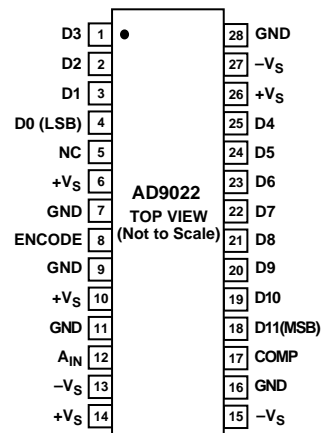 D3 1 28 GND
D2 2 27 –VS
D1 3 26 +VS
D0 (LSB) 4 25 D4
NC 5 24 D5
+VS 6 23 D6
AD9022
GND 7 22 D7
TOP VIEW
(Not to Scale)
ENCODE 8 21 D8
GND 9 20 D9
+VS 10 19 D10
GND 11 18 D11(MSB)
AIN 12 17 COMP
–VS 13 16 GND
+VS 14 15 –VS